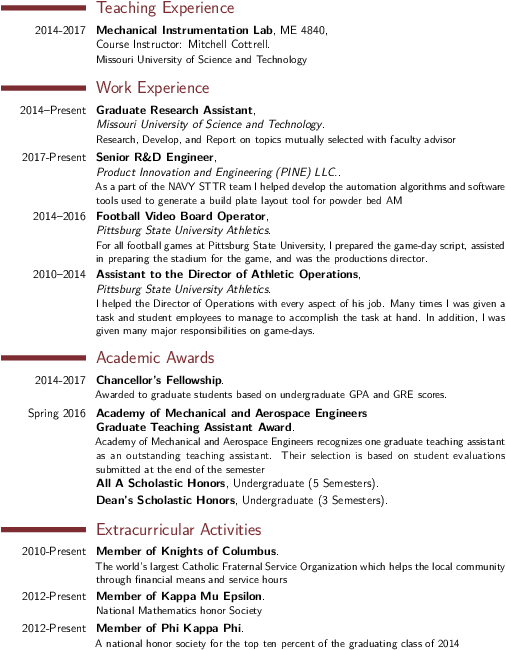 Teaching Experience
2014-2017 Mechanical Instrumentation Lab, ME 4840,
Course Instructor: Mitchell Cottrell.
Missouri University of Science and Technology
Work Experience
2014–Present Graduate Research Assistant,
Missouri University of Science and Technology.
Research, Develop, and Report on topics mutually selected with faculty advisor
2017-Present Senior R&D Engineer,
Product Innovation and Engineering (PINE) LLC..
As a part of the NAVY STTR team I helped develop the automation algorithms and software
tools used to generate a build plate layout tool for powder bed AM
2014–2016 Football Video Board Operator,
Pittsburg State University Athletics.
For all football games at Pittsburg State University, I prepared the game-day script, assisted
in preparing the stadium for the game, and was the productions director.
2010–2014 Assistant to the Director of Athletic Operations,
Pittsburg State University Athletics.
I helped the Director of Operations with every aspect of his job. Many times I was given a
task and student employees to manage to accomplish the task at hand. In addition, I was
given many major responsibilities on game-days.
Academic Awards
2014-2017 Chancellor's Fellowship.
Awarded to graduate students based on undergraduate GPA and GRE scores.
Spring 2016 Academy of Mechanical and Aerospace Engineers
Graduate Teaching Assistant Award.
Academy of Mechanical and Aerospace Engineers recognizes one graduate teaching assistant
as an outstanding teaching assistant. Their selection is based on student evaluations
submitted at the end of the semester
All A Scholastic Honors, Undergraduate (5 Semesters).
Dean's Scholastic Honors, Undergraduate (3 Semesters).
Extracurricular Activities
2010-Present Member of Knights of Columbus.
The world's largest Catholic Fraternal Service Organization which helps the local community
through financial means and service hours
2012-Present Member of Kappa Mu Epsilon.
National Mathematics honor Society
2012-Present Member of Phi Kappa Phi.
A national honor society for the top ten percent of the graduating class of 2014